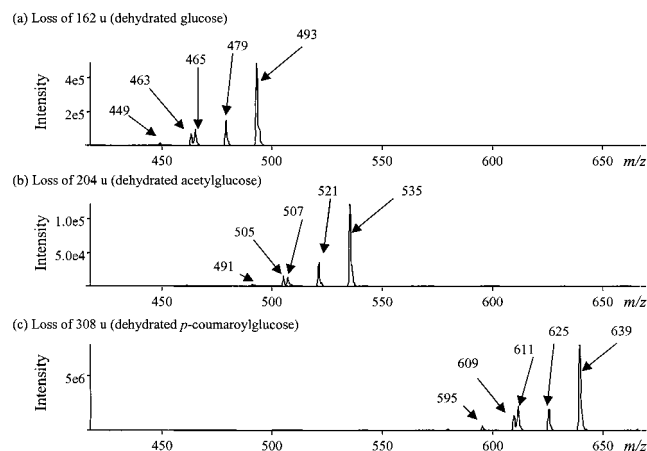 (a) Loss of 162 u (dehydrated glucose)
493
479
465
463
449
4e5
2e5
Intensity
450 500 550 600 650 m/z
(b) Loss of 204 u (dehydrated acetylglucose)
535
521
507
505
491
1.0e5
5.0e4
Intensity
450 500 550 600 650 m/z
(c) Loss of 308 u (dehydrated p-coumaroylglucose)
639
625
611
609
595
5e6
Intensity
450 500 550 600 650 m/z